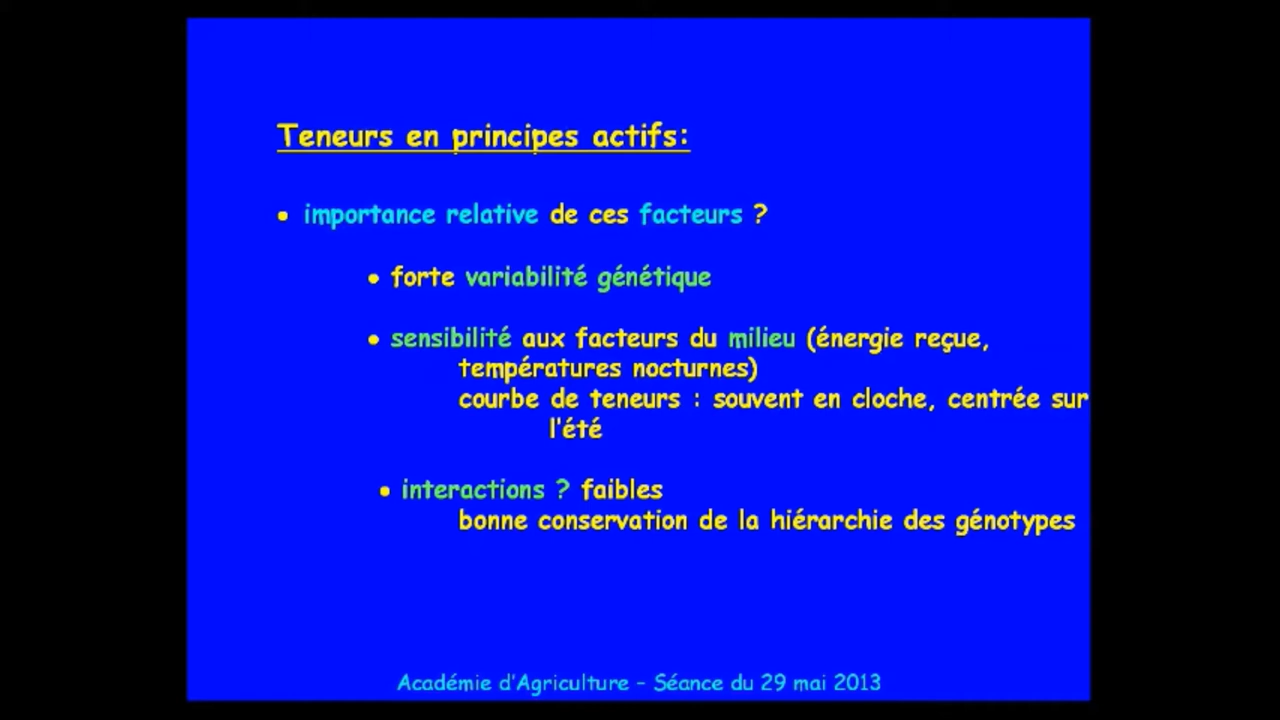 Teneurs en principes actifs:
• importance relative de ces facteurs ?
• forte variabilité génétique
• sensibilité aux facteurs du milieu (énergie reçue,
températures nocturnes)
courbe de teneurs : souvent en cloche, centrée sur
l'été
• interactions ? faibles
bonne conservation de la hiérarchie des génotypes
Académie d'Agriculture – Séance du 29 mai 2013